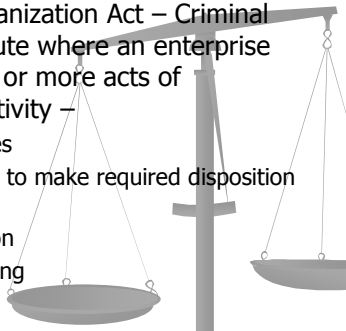 anization Act – Criminal
ute where an enterprise
or more acts of
tivity –
es
to make required disposition
on
ng